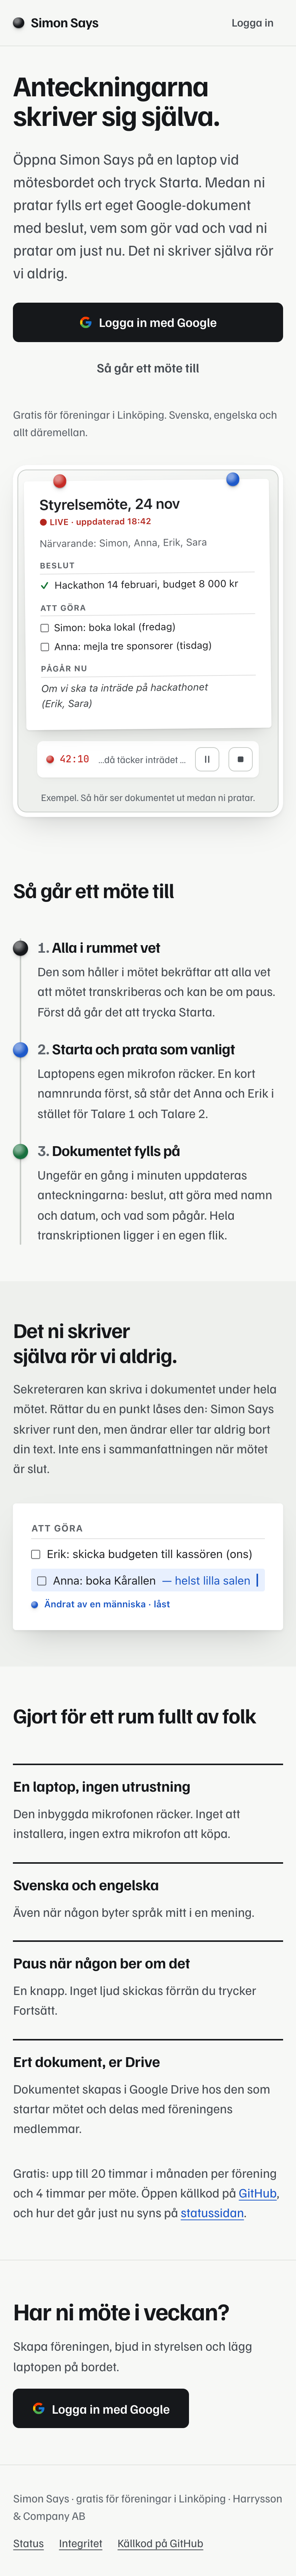 Simon Says
Logga in
Anteckningarna
skriver sig själva.
Öppna Simon Says på en laptop vid
mötesbordet och tryck Starta. Medan ni
pratar fylls ert eget Google-dokument
med beslut, vem som gör vad och vad ni
pratar om just nu. Det ni skriver själva rör
vi aldrig.
Logga in med Google
Så går ett möte till
Gratis för föreningar i Linköping. Svenska, engelska och
allt däremellan.
Styrelsemöte, 24 nov
LIVE · uppdaterad 18:42
Närvarande: Simon, Anna, Erik, Sara
BESLUT
Hackathon 14 februari, budget 8 000 kr
ATT GÖRA
Simon: boka lokal (fredag)
Anna: mejla tre sponsorer (tisdag)
PÅGÅR NU
Om vi ska ta inträde på hackathonet
(Erik, Sara)
42:10 …då täcker inträdet …
Exempel. Så här ser dokumentet ut medan ni pratar.
Så går ett möte till
1. Alla i rummet vet
Den som håller i mötet bekräftar att alla vet
att mötet transkriberas och kan be om paus.
Först då går det att trycka Starta.
2. Starta och prata som vanligt
Laptopens egen mikrofon räcker. En kort
namnrunda först, så står det Anna och Erik i
stället för Talare 1 och Talare 2.
3. Dokumentet fylls på
Ungefär en gång i minuten uppdateras
anteckningarna: beslut, att göra med namn
och datum, och vad som pågår. Hela
transkriptionen ligger i en egen flik.
Det ni skriver
själva rör vi aldrig.
Sekreteraren kan skriva i dokumentet under hela
mötet. Rättar du en punkt låses den: Simon Says
skriver runt den, men ändrar eller tar aldrig bort
din text. Inte ens i sammanfattningen när mötet
är slut.
ATT GÖRA
Erik: skicka budgeten till kassören (ons)
Anna: boka Kårallen — helst lilla salen
Ändrat av en människa · låst
Gjort för ett rum fullt av folk
En laptop, ingen utrustning
Den inbyggda mikrofonen räcker. Inget att
installera, ingen extra mikrofon att köpa.
Svenska och engelska
Även när någon byter språk mitt i en mening.
Paus när någon ber om det
En knapp. Inget ljud skickas förrän du trycker
Fortsätt.
Ert dokument, er Drive
Dokumentet skapas i Google Drive hos den som
startar mötet och delas med föreningens
medlemmar.
Gratis: upp till 20 timmar i månaden per förening
och 4 timmar per möte. Öppen källkod på GitHub,
och hur det går just nu syns på statussidan.
Har ni möte i veckan?
Skapa föreningen, bjud in styrelsen och lägg
laptopen på bordet.
Logga in med Google
Simon Says · gratis för föreningar i Linköping · Harrysson
& Company AB
Status Integritet Källkod på GitHub